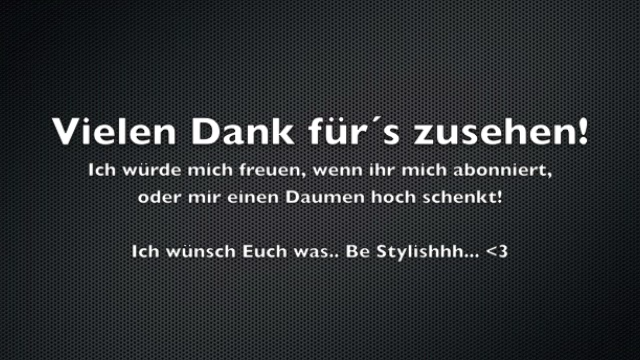 Vielen Dank für´s zusehen!
Ich würde mich freuen, wenn ihr mich abonniert,
oder mir einen Daumen hoch schenkt!
Ich wünsch Euch was.. Be Stylishhh... <3